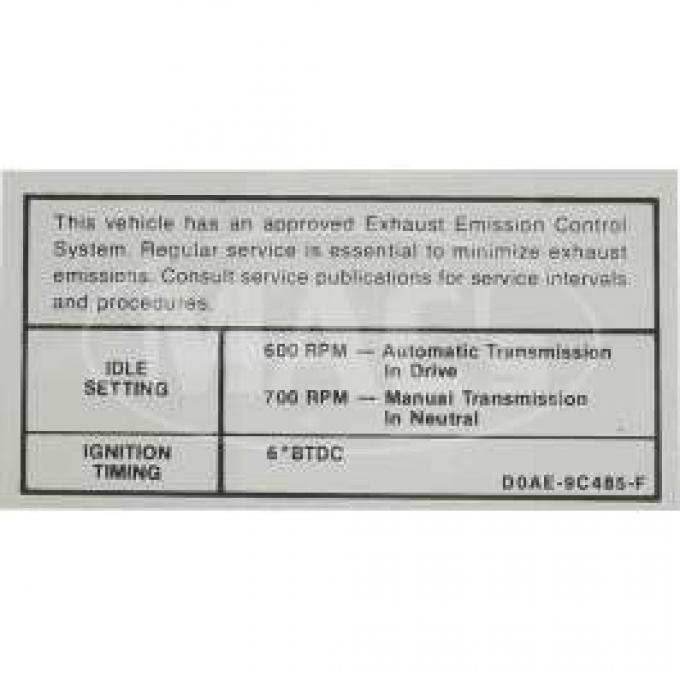 This vehicle has an approved Exhaust Emission Control
System. Regular service is essential to minimize exhaust
emissions. Consult service publications for service intervals
and procedures.
IDLE
SETTING
600 RPM — Automatic Transmission
In Drive
700 RPM — Manual Transmission
In Neutral
IGNITION
TIMING
6° BTDC
D0AE-9C485-F